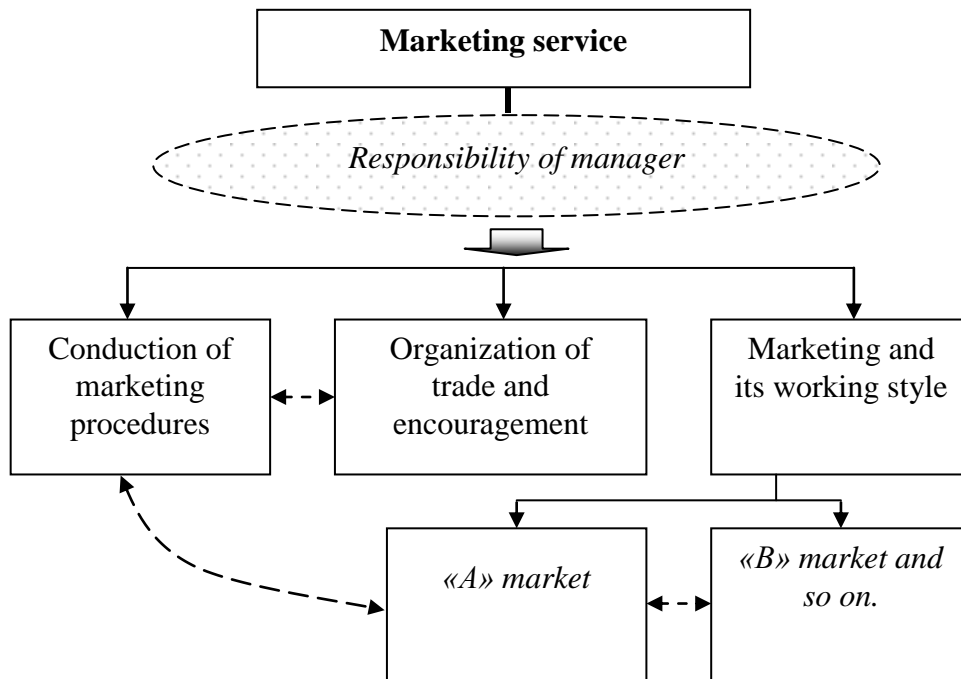 Marketing service
Responsibility of manager
Conduction of
marketing
procedures
Organization of
trade and
encouragement
Marketing and
its working style
«A» market
«B» market and
so on.